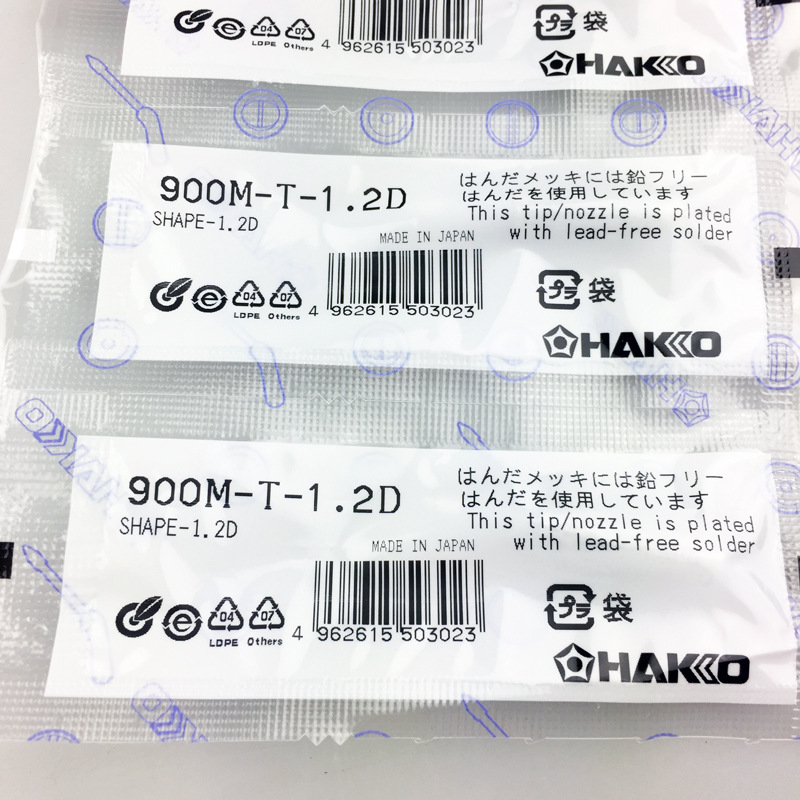 04 07
LDPE Others
4 962615 503023
プラ 袋
HAKKO
900M-T-1.2D
SHAPE-1.2D
はんだメッキには鉛フリー
はんだを使用しています
This tip/nozzle is plated
with lead-free solder
MADE IN JAPAN
e 04 07
LDPE Others
4 962615 503023
プラ 袋
HAKKO
HAKKO
900M-T-1.2D
SHAPE-1.2D
はんだメッキには鉛フリー
はんだを使用しています
This tip/nozzle is plated
with lead-free solder
MADE IN JAPAN
e 04 07
LDPE Others
4 962615 503023
プラ 袋
HAKKO